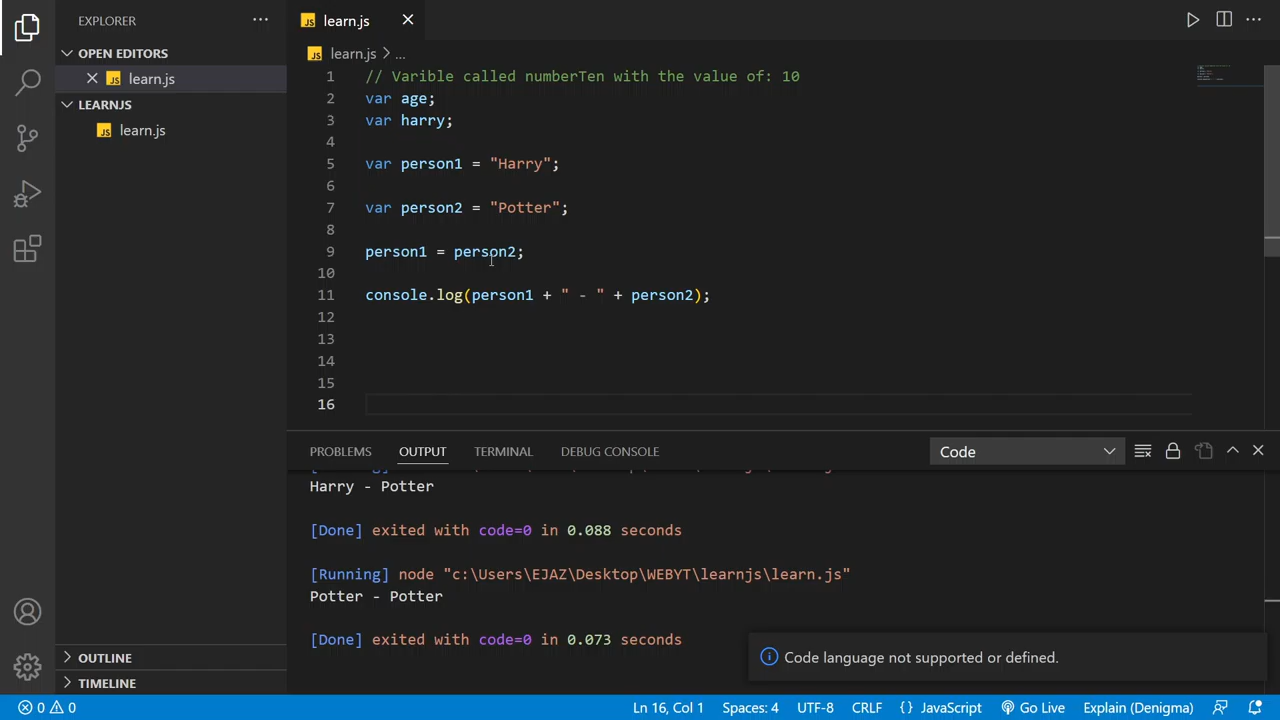 EXPLORER
OPEN EDITORS
learn.js
LEARNJS
learn.js
OUTLINE
TIMELINE
learn.js
learn.js > ...
1 // Varible called numberTen with the value of: 10
2 var age;
3 var harry;
4
5 var person1 = "Harry";
6
7 var person2 = "Potter";
8
9 person1 = person2;
10
11 console.log(person1 + " - " + person2);
12
13
14
15
16
PROBLEMS OUTPUT TERMINAL DEBUG CONSOLE Code
Harry - Potter
[Done] exited with code=0 in 0.088 seconds
[Running] node "c:\Users\EJAZ\Desktop\WEBYT\learnjs\learn.js"
Potter - Potter
[Done] exited with code=0 in 0.073 seconds
Code language not supported or defined.
0 0 Ln 16, Col 1 Spaces: 4 UTF-8 CRLF {} JavaScript Go Live Explain (Denigma)